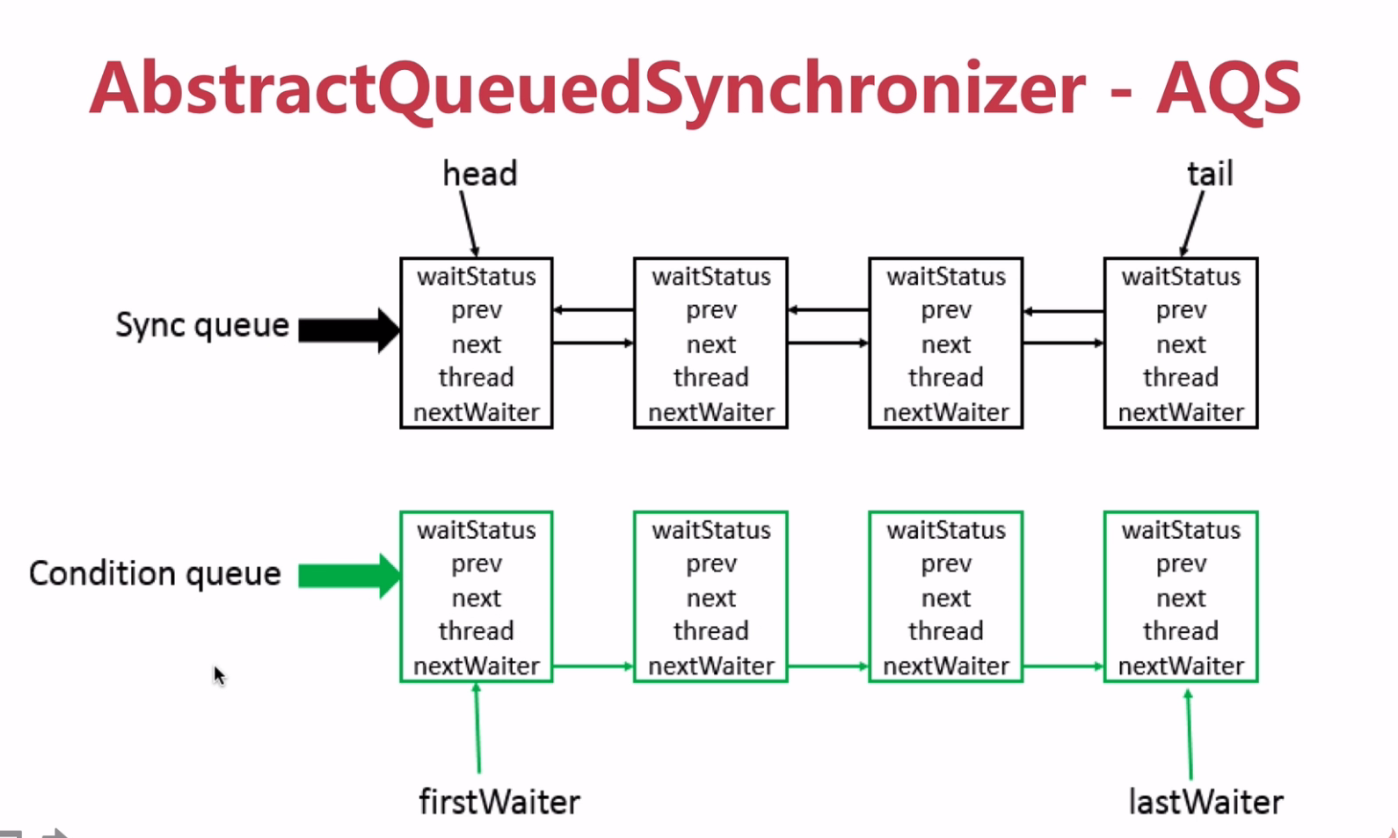 AbstractQueuedSynchronizer - AQS
head
tail
Sync queue
waitStatus
prev
next
thread
nextWaiter
waitStatus
prev
next
thread
nextWaiter
waitStatus
prev
next
thread
nextWaiter
waitStatus
prev
next
thread
nextWaiter
Condition queue
waitStatus
prev
next
thread
nextWaiter
waitStatus
prev
next
thread
nextWaiter
waitStatus
prev
next
thread
nextWaiter
waitStatus
prev
next
thread
nextWaiter
firstWaiter
lastWaiter